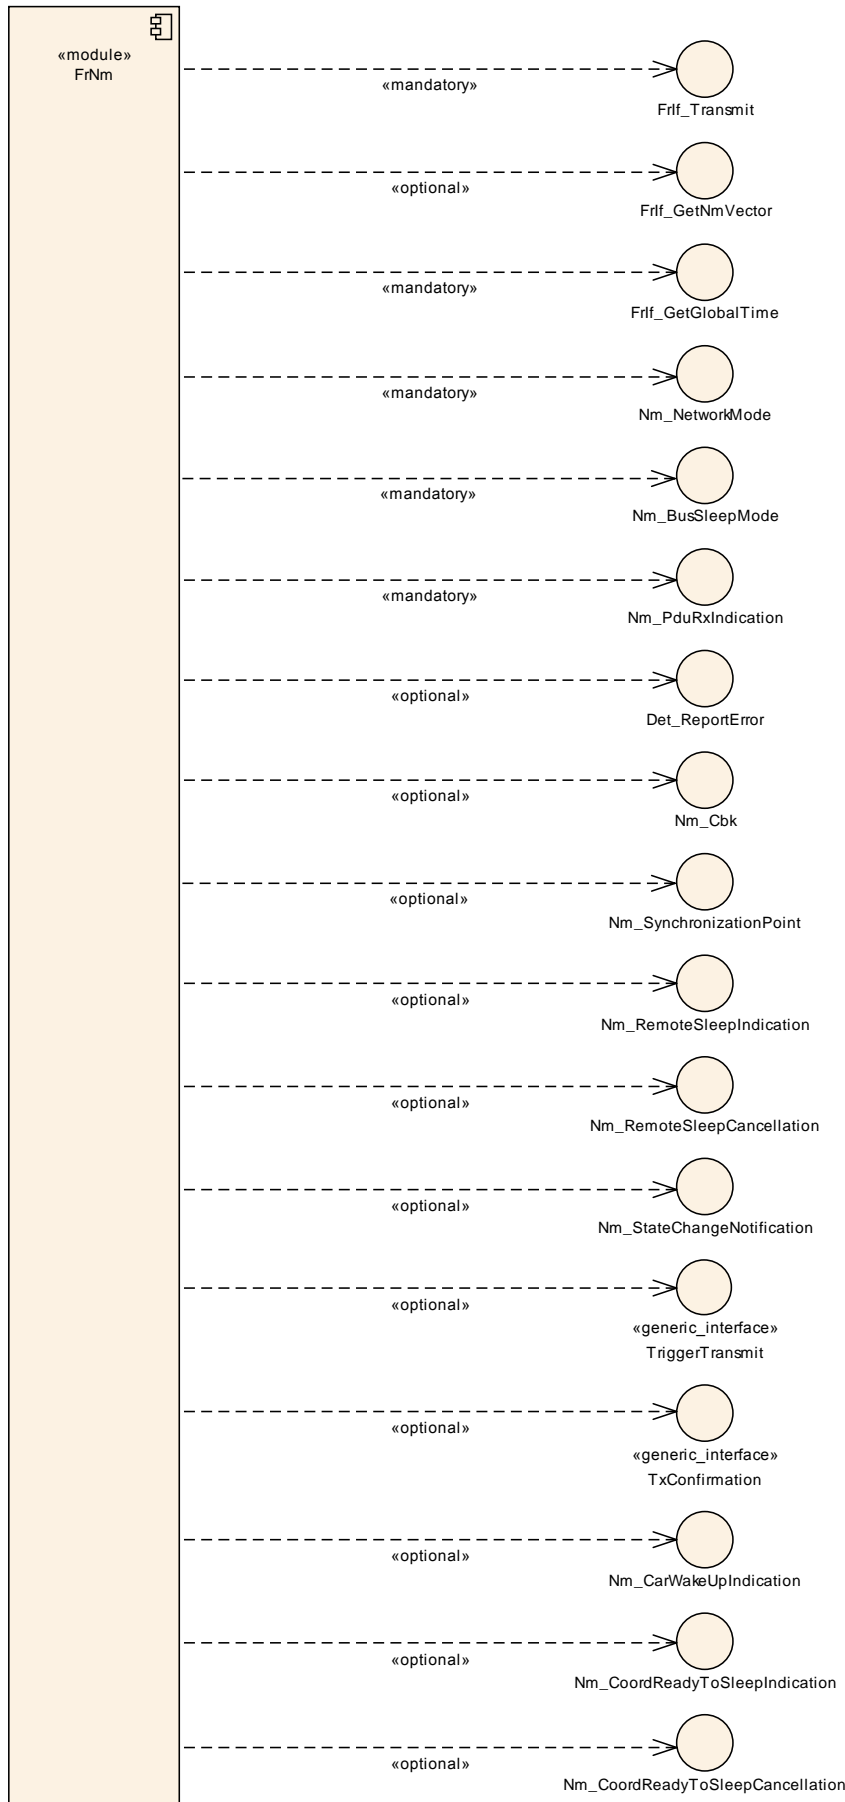 «module»
FrNm
«mandatory»
FrIf_Transmit
«optional»
FrIf_GetNmVector
«mandatory»
FrIf_GetGlobalTime
«mandatory»
Nm_NetworkMode
«mandatory»
Nm_BusSleepMode
«mandatory»
Nm_PduRxIndication
«optional»
Det_ReportError
«optional»
Nm_Cbk
«optional»
Nm_SynchronizationPoint
«optional»
Nm_RemoteSleepIndication
«optional»
Nm_RemoteSleepCancellation
«optional»
Nm_StateChangeNotification
«optional»
«generic_interface»
TriggerTransmit
«optional»
«generic_interface»
TxConfirmation
«optional»
Nm_CarWakeUpIndication
«optional»
Nm_CoordReadyToSleepIndication
«optional»
Nm_CoordReadyToSleepCancellation